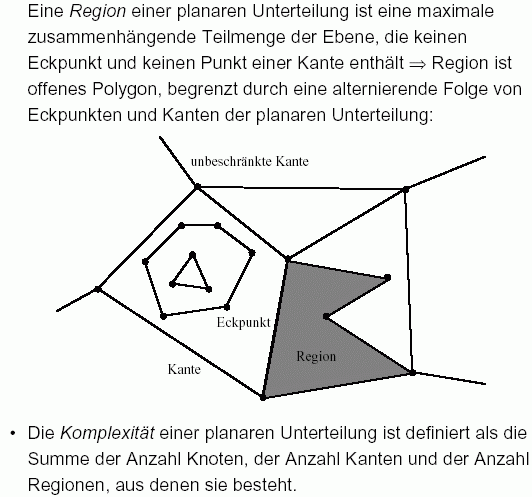 Eine Region einer planaren Unterteilung ist eine maximale
zusammenhängende Teilmenge der Ebene, die keinen
Eckpunkt und keinen Punkt einer Kante enthält ⇒ Region ist
offenes Polygon, begrenzt durch eine alternierende Folge von
Eckpunkten und Kanten der planaren Unterteilung:
unbeschränkte Kante
Eckpunkt
Region
Kante
• Die Komplexität einer planaren Unterteilung ist definiert als die
Summe der Anzahl Knoten, der Anzahl Kanten und der Anzahl
Regionen, aus denen sie besteht.